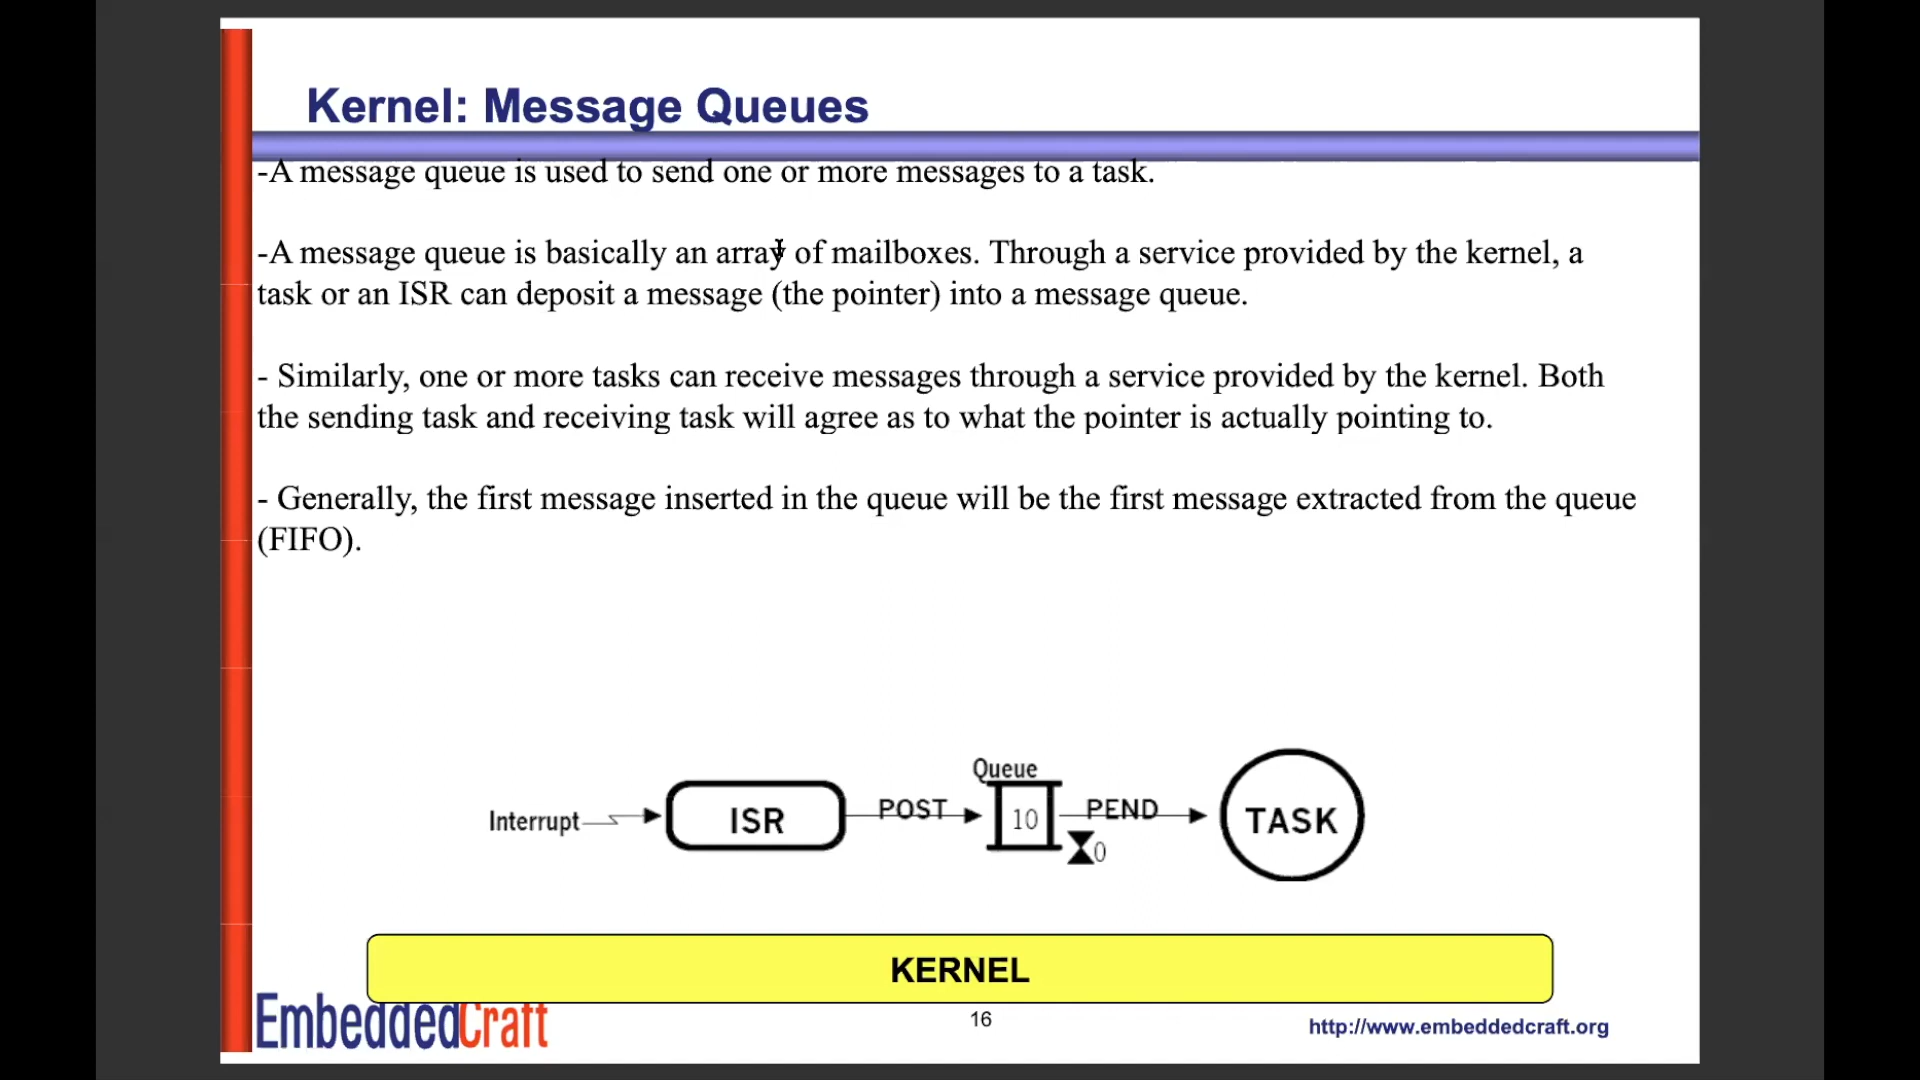 Kernel: Message Queues
-A message queue is used to send one or more messages to a task.
-A message queue is basically an array of mailboxes. Through a service provided by the kernel, a
task or an ISR can deposit a message (the pointer) into a message queue.
- Similarly, one or more tasks can receive messages through a service provided by the kernel. Both
the sending task and receiving task will agree as to what the pointer is actually pointing to.
- Generally, the first message inserted in the queue will be the first message extracted from the queue
(FIFO).
Queue
Interrupt ISR POST 10 PEND TASK
0
KERNEL
EmbeddedCraft 16 http://www.embeddedcraft.org